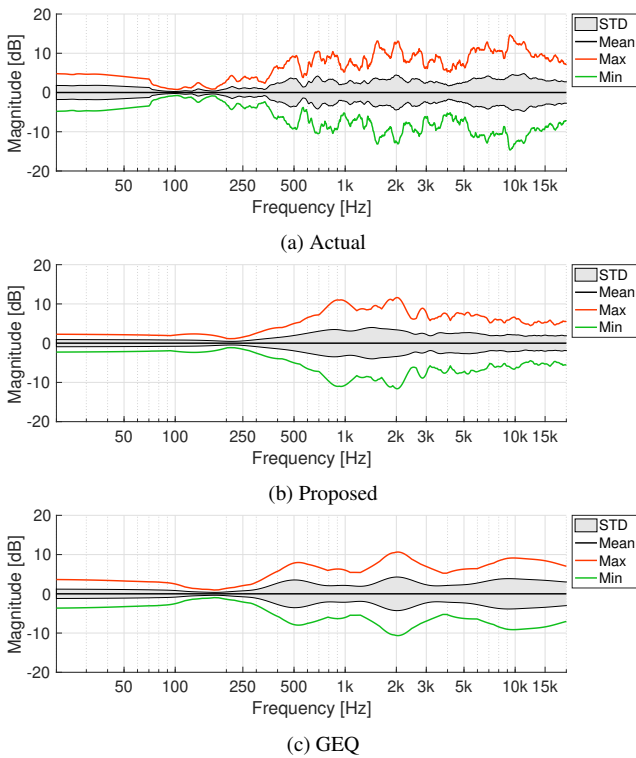 20
10
0
-10
-20
Magnitude [dB]
50 100 250 500 1k 2k 3k 5k 10k 15k
Frequency [Hz]
STD
Mean
Max
Min
(a) Actual
20
10
0
-10
-20
Magnitude [dB]
50 100 250 500 1k 2k 3k 5k 10k 15k
Frequency [Hz]
STD
Mean
Max
Min
(b) Proposed
20
10
0
-10
-20
Magnitude [dB]
50 100 250 500 1k 2k 3k 5k 10k 15k
Frequency [Hz]
STD
Mean
Max
Min
(c) GEQ